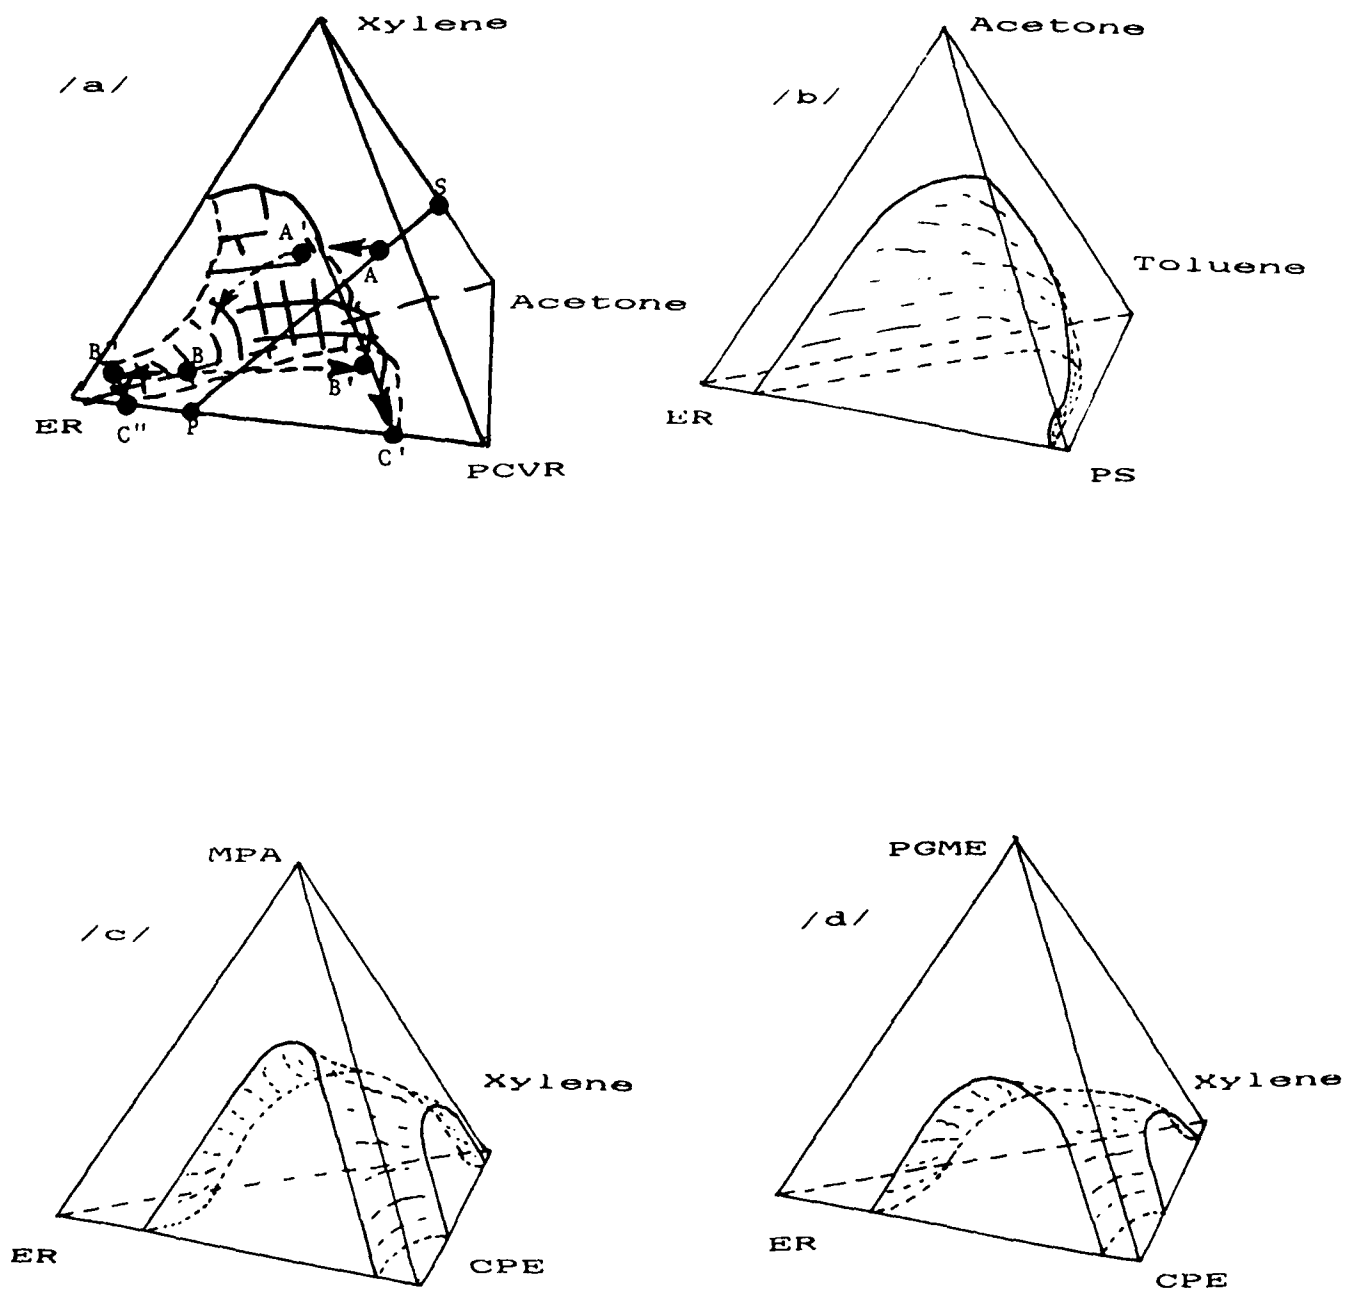 Xylene
/a/
S
A'
A
Acetone
B"
B
B'
ER
C"
P
C'
PCVR
Acetone
/b/
Toluene
ER
PS
MPA
/c/
Xylene
ER
CPE
PGME
/d/
Xylene
ER
CPE